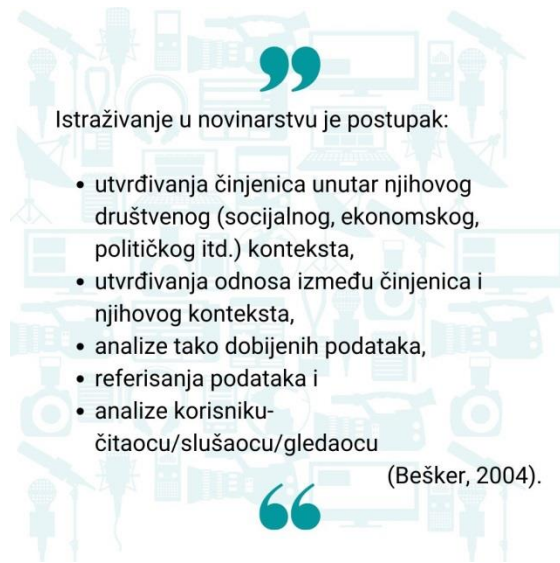 Istraživanje u novinarstvu je postupak:
• utvrđivanja činjenica unutar njihovog
društvenog (socijalnog, ekonomskog,
političkog itd.) konteksta,
• utvrđivanja odnosa između činjenica i
njihovog konteksta,
• analize tako dobijenih podataka,
• referisanja podataka i
• analize korisniku-
čitaocu/slušaocu/gledaocu
(Bešker, 2004).